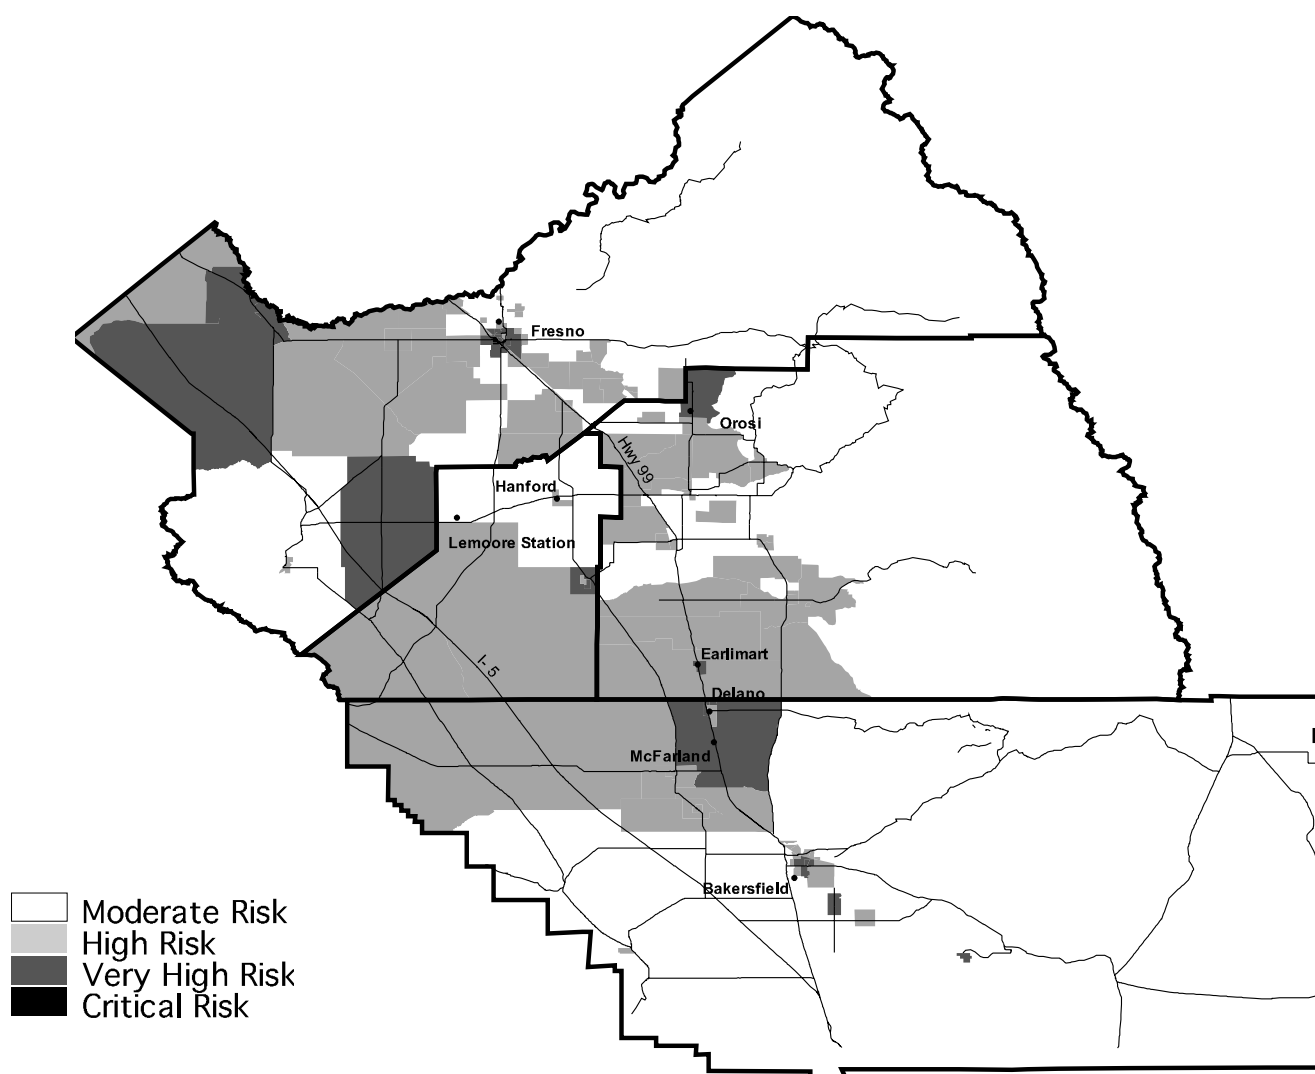 Fresno
Orosi
Hwy 99
Hanford
Lemoore Station
I-5
Earlimart
Delano
McFarland
Bakersfield
Moderate Risk
High Risk
Very High Risk
Critical Risk